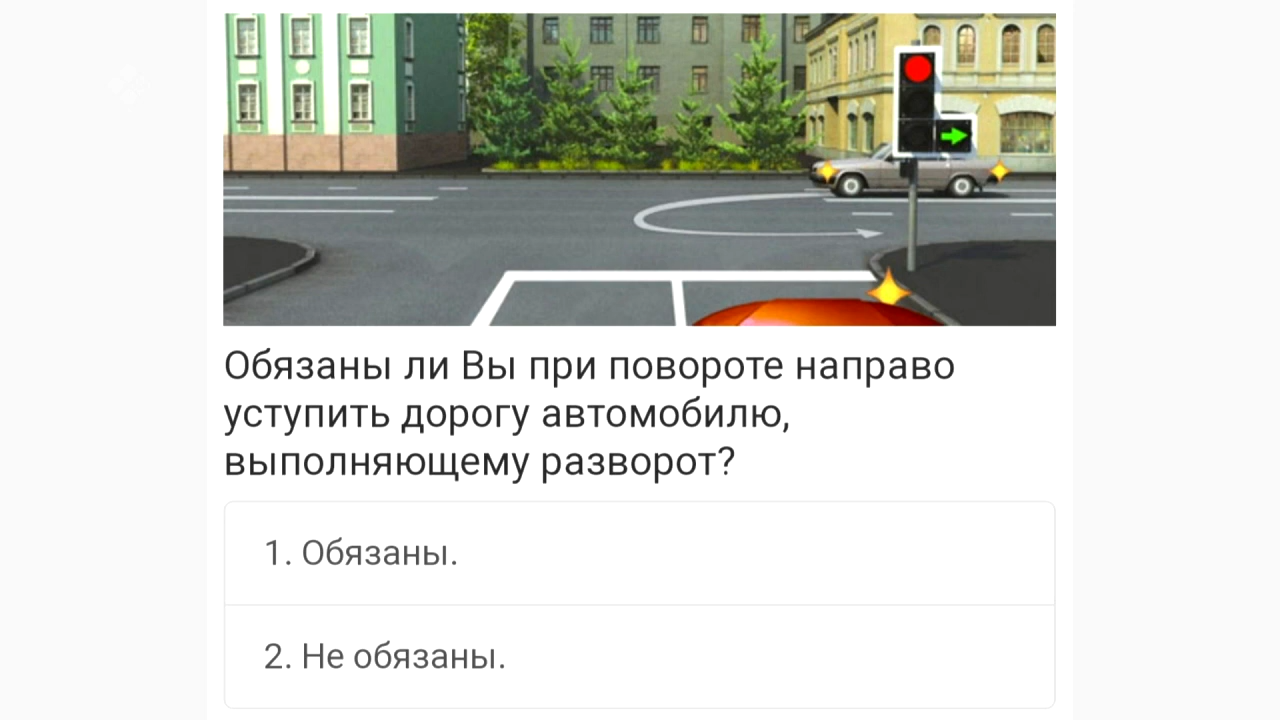 Обязаны ли Вы при повороте направо
уступить дорогу автомобилю,
выполняющему разворот?
1. Обязаны.
2. Не обязаны.